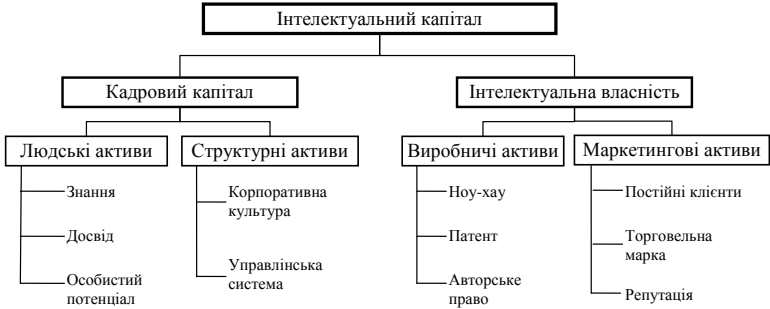 Інтелектуальний капітал
Кадровий капітал
Інтелектуальна власність
Людські активи
Структурні активи
Виробничі активи
Маркетингові активи
Знання
Досвід
Особистий
потенціал
Корпоративна
культура
Управлінська
система
Ноу-хау
Патент
Авторське
право
Постійні клієнти
Торговельна
марка
Репутація